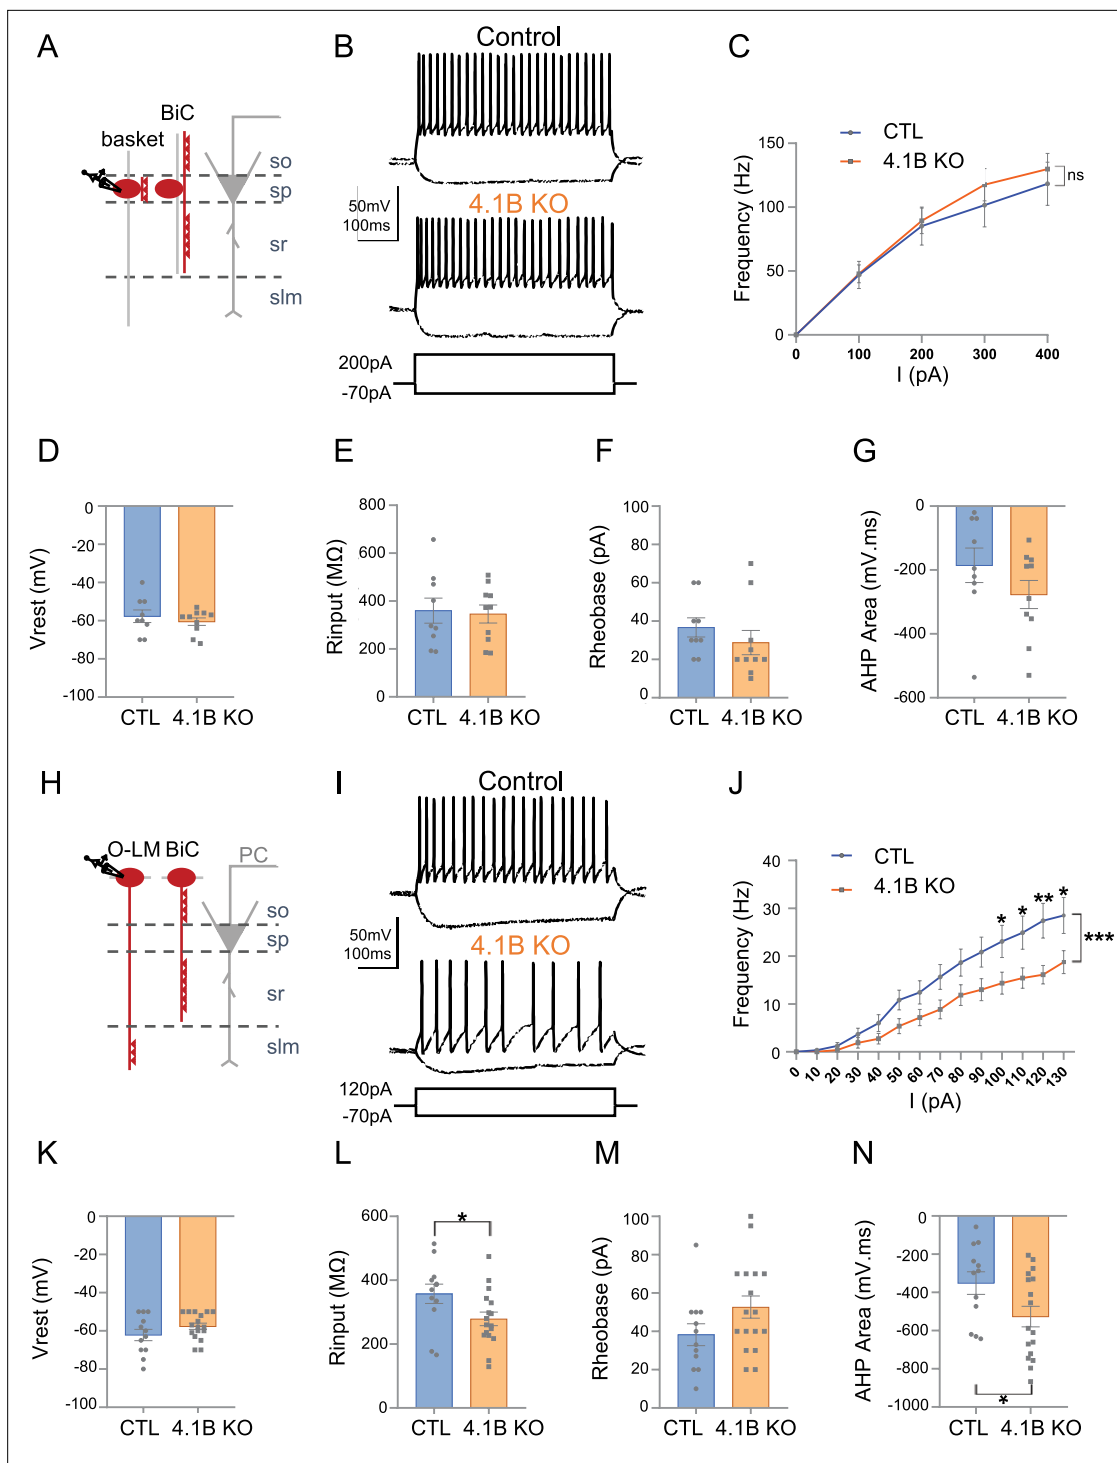 A
BiC
basket
so
sp
sr
slm
B
Control
50mV
100ms
4.1B KO
200pA
-70pA
C
CTL
4.1B KO
Frequency (Hz)
150
100
50
0
ns
0 100 200 300 400
I (pA)
D
Vrest (mV)
0
-20
-40
-60
-80
-100
CTL 4.1B KO
E
Rinput (MΩ)
800
600
400
200
0
CTL 4.1B KO
F
Rheobase (pA)
100
80
60
40
20
0
CTL 4.1B KO
G
AHP Area (mV.ms)
0
-200
-400
-600
CTL 4.1B KO
H
O-LM BiC PC
so
sp
sr
slm
I
Control
50mV
100ms
4.1B KO
120pA
-70pA
J
CTL
4.1B KO
Frequency (Hz)
40
30
20
10
0
* * ** *
***
0 10 20 30 40 50 60 70 80 90 100 110 120 130
I (pA)
K
Vrest (mV)
0
-20
-40
-60
-80
-100
CTL 4.1B KO
L
Rinput (MΩ)
600
400
200
0
*
CTL 4.1B KO
M
Rheobase (pA)
100
80
60
40
20
0
CTL 4.1B KO
N
AHP Area (mV.ms)
0
-200
-400
-600
-800
-1000
*
CTL 4.1B KO